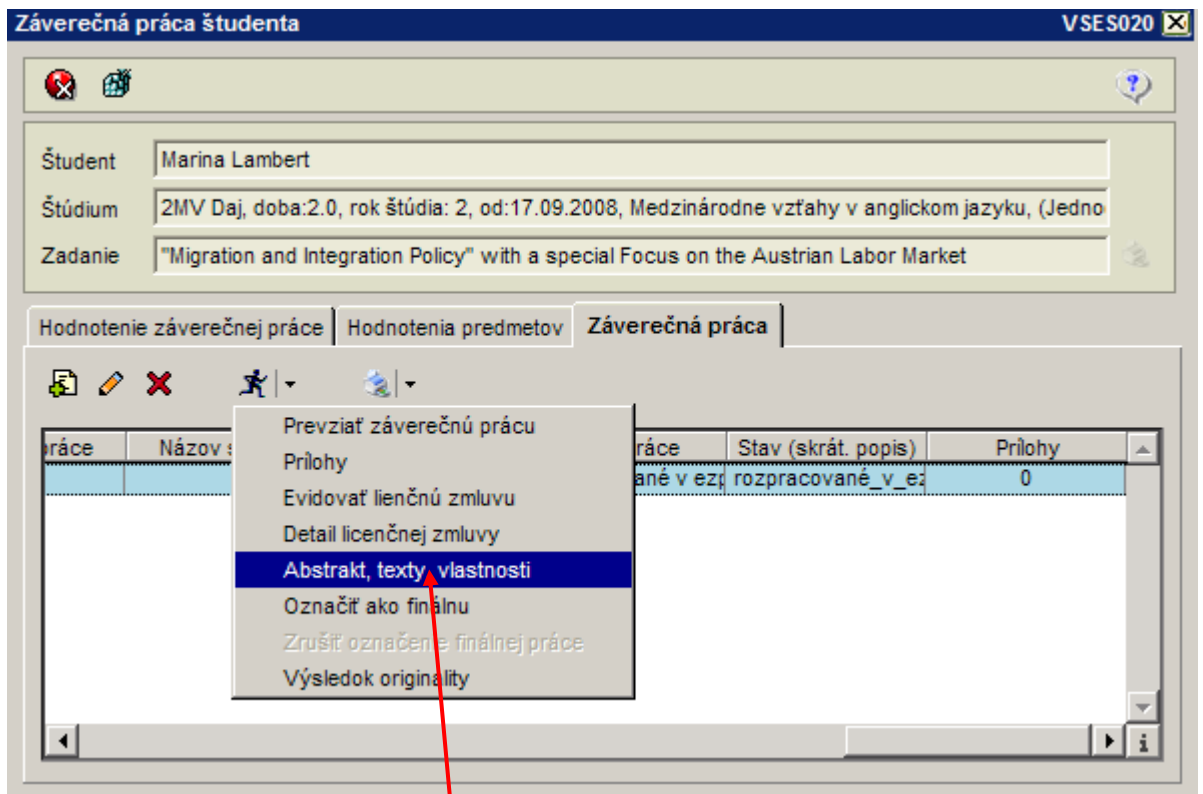 Záverečná práca študenta VSES020
Študent Marina Lambert
Štúdium 2MV Daj, doba:2.0, rok štúdia: 2, od:17.09.2008, Medzinárodne vzťahy v anglickom jazyku, (Jedno
Zadanie "Migration and Integration Policy" with a special Focus on the Austrian Labor Market
Hodnotenie záverečnej práce Hodnotenia predmetov Záverečná práca
Prevziať záverečnú prácu
práce Názov s ráce Stav (skrát. popis) Prílohy
Prílohy
ané v ezp rozpracované_v_ez 0
Evidovať lienčnú zmluvu
Detail licenčnej zmluvy
Abstrakt, texty, vlastnosti
Označiť ako finálnu
Zrušiť označenie finálnej práce
Výsledok originality